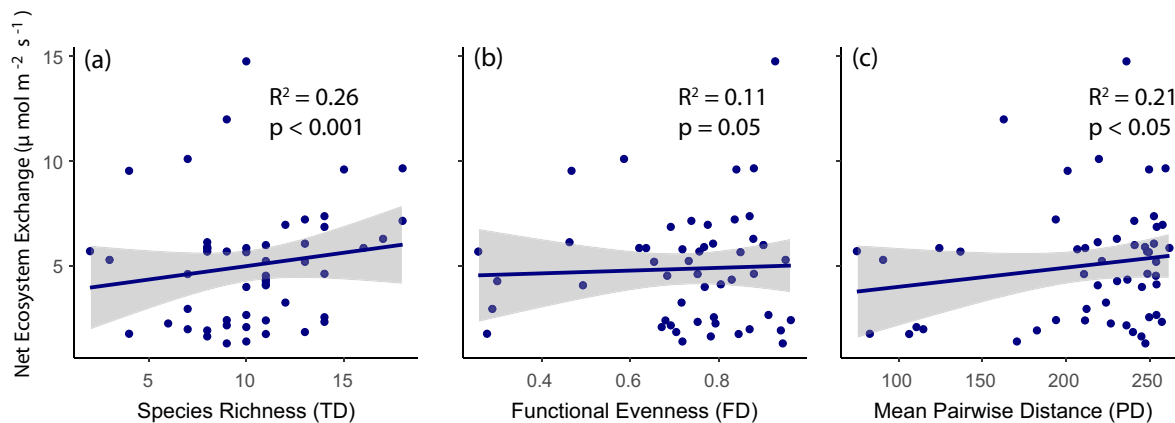 Net Ecosystem Exchange (μ mol m⁻² s⁻¹)
15
10
5
(a)
R² = 0.26
p < 0.001
5
10
15
Species Richness (TD)
(b)
R² = 0.11
p = 0.05
0.4
0.6
0.8
Functional Evenness (FD)
(c)
R² = 0.21
p < 0.05
100
150
200
250
Mean Pairwise Distance (PD)